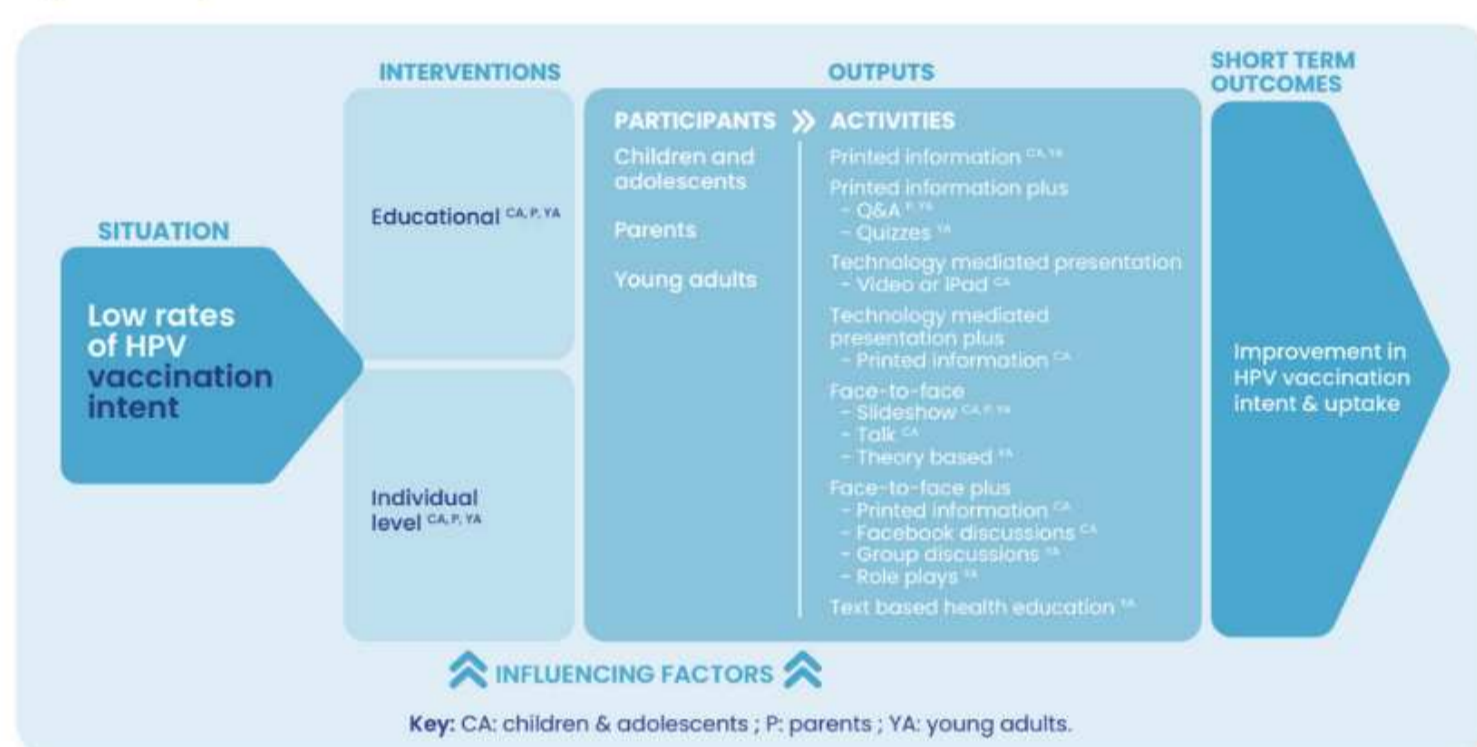 INTERVENTIONS
OUTPUTS
SHORT TERM
OUTCOMES
SITUATION
Low rates
of HPV
vaccination
intent
Educational CA, P, YA
Individual
level CA, P, YA
PARTICIPANTS » ACTIVITIES
Children and
adolescents
Parents
Young adults
Printed information CA, YA
Printed information plus
- Q&A P, YA
- Quizzes YA
Technology mediated presentation
- Video or iPad CA
Technology mediated
presentation plus
- Printed information CA
Face-to-face
- Slideshow CA, P, YA
- Talk CA
- Theory based YA
Face-to-face plus
- Printed information CA
- Facebook discussions CA
- Group discussions YA
- Role plays YA
Text based health education YA
Improvement in
HPV vaccination
intent & uptake
INFLUENCING FACTORS
Key: CA: children & adolescents ; P: parents ; YA: young adults.